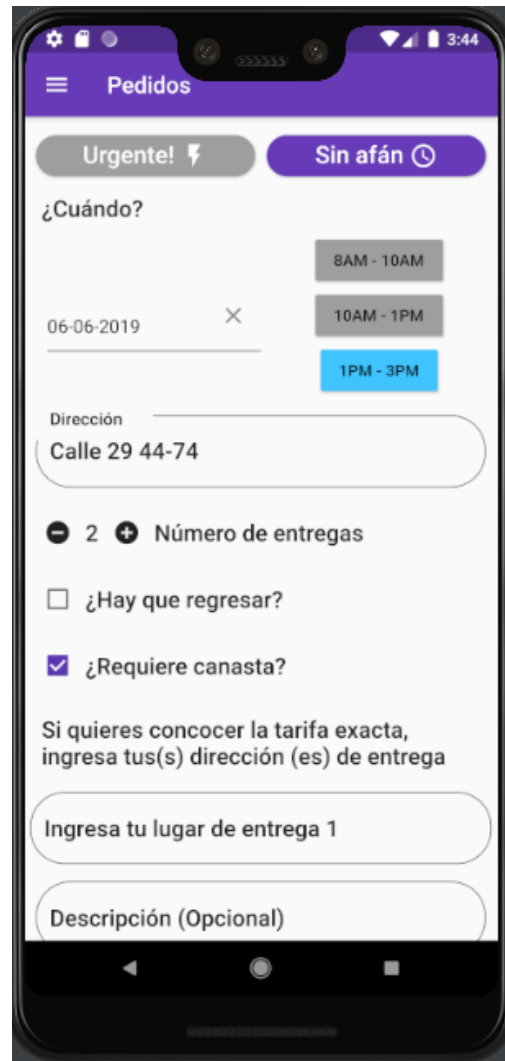 3:44
Pedidos
Urgente!
Sin afán
¿Cuándo?
8AM - 10AM
06-06-2019
10AM - 1PM
1PM - 3PM
Dirección
Calle 29 44-74
2 Número de entregas
¿Hay que regresar?
¿Requiere canasta?
Si quieres concocer la tarifa exacta,
ingresa tus(s) dirección (es) de entrega
Ingresa tu lugar de entrega 1
Descripción (Opcional)